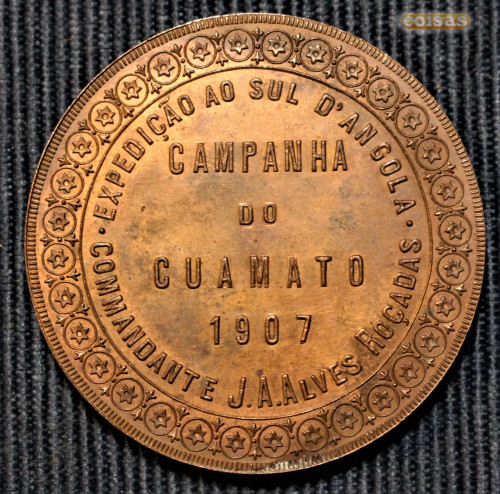 coisas
· EXPEDIÇÃO AO SUL D'ANGOLA ·
CAMPANHA
DO
CUAMATO
1907
COMMANDANTE J.A.ALVES ROÇADAS